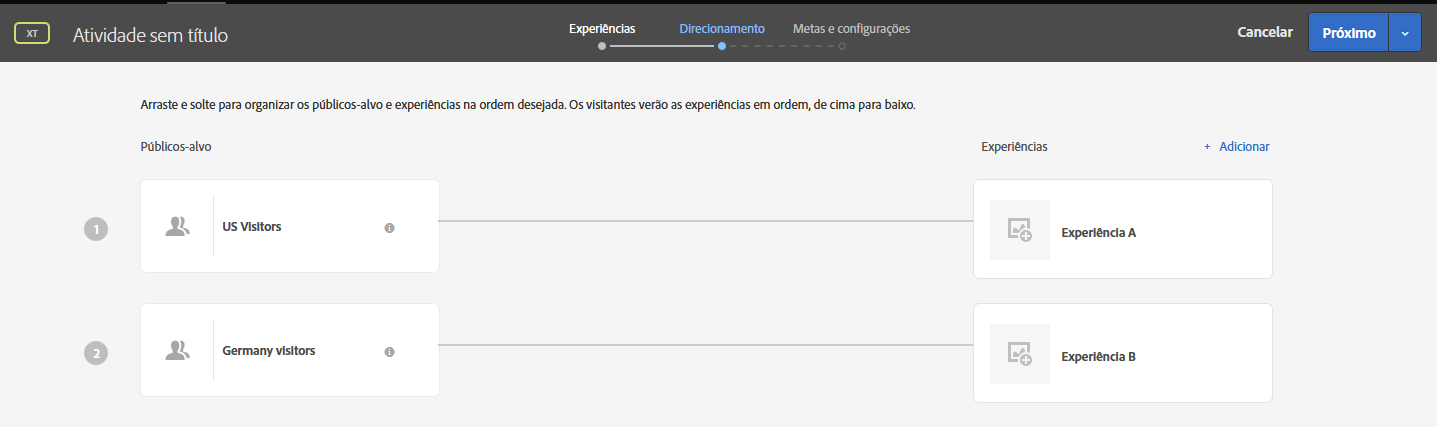 XT
Atividade sem título
Experiências
Direcionamento
Metas e configurações
Cancelar
Próximo
Arraste e solte para organizar os públicos-alvo e experiências na ordem desejada. Os visitantes verão as experiências em ordem, de cima para baixo.
Públicos-alvo
Experiências
+ Adicionar
1
US Visitors
Experiência A
2
Germany visitors
Experiência B